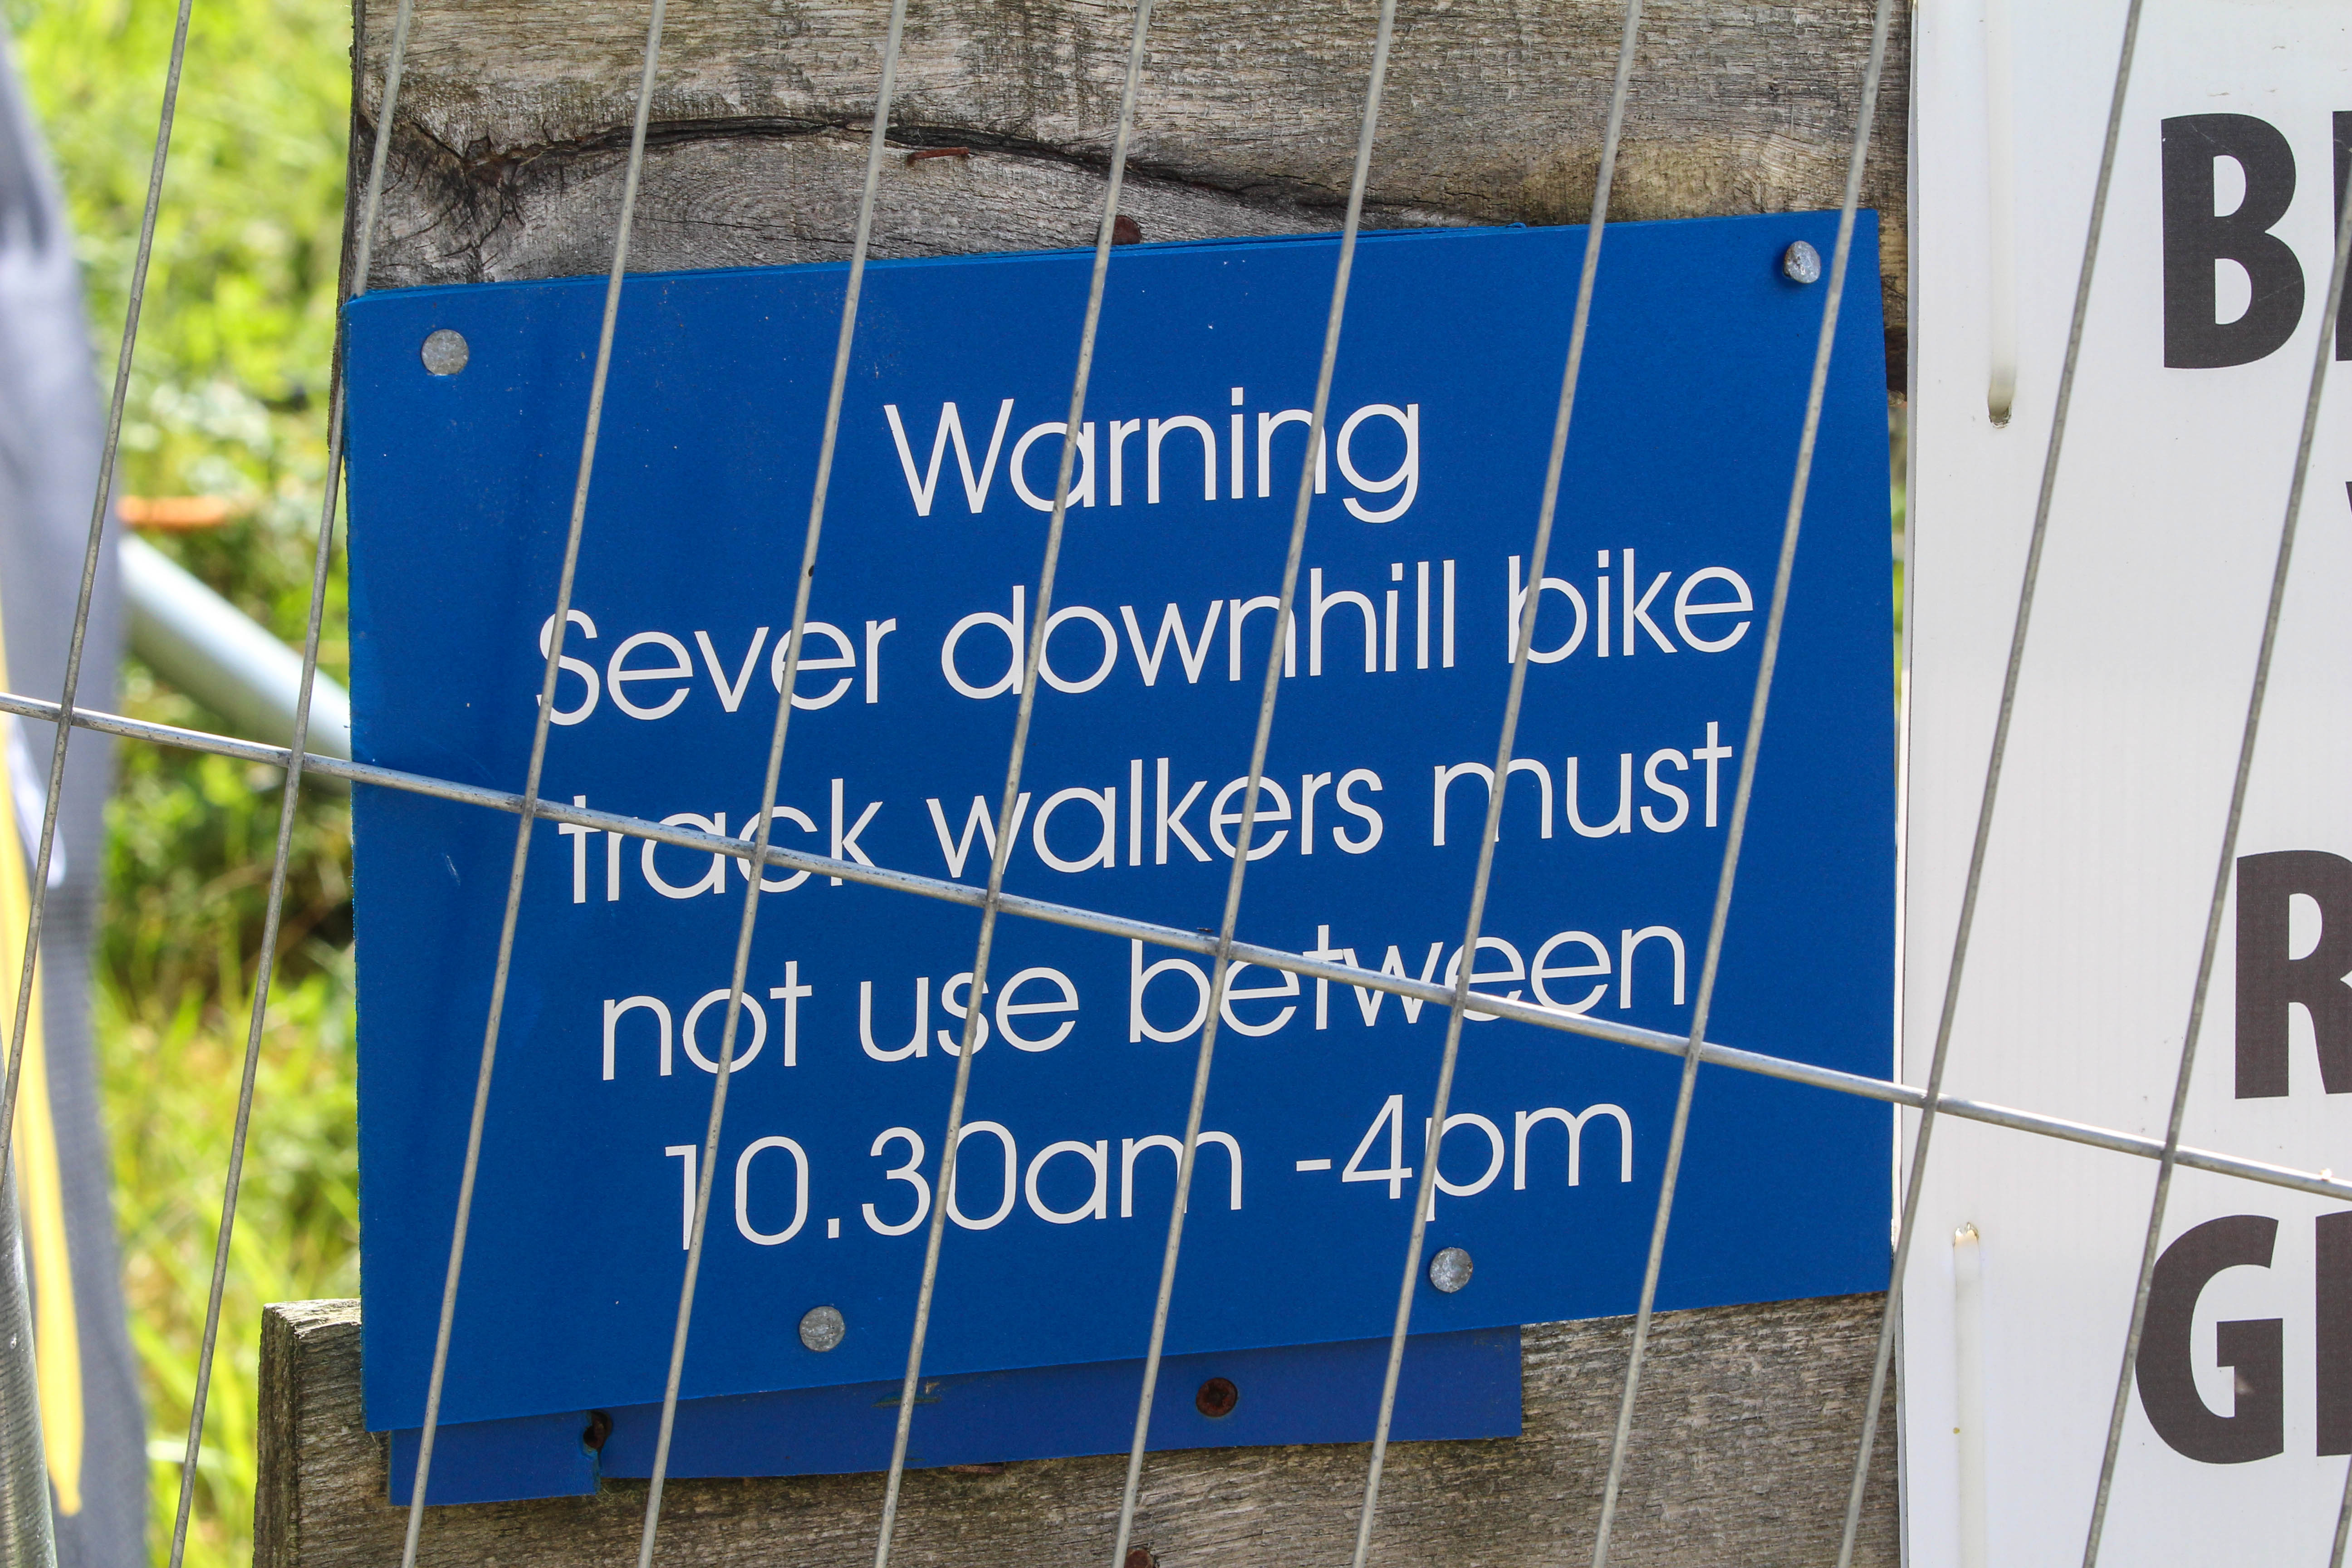 Warning
Sever downhill bike
track walkers must
not use between
10.30am -4pm